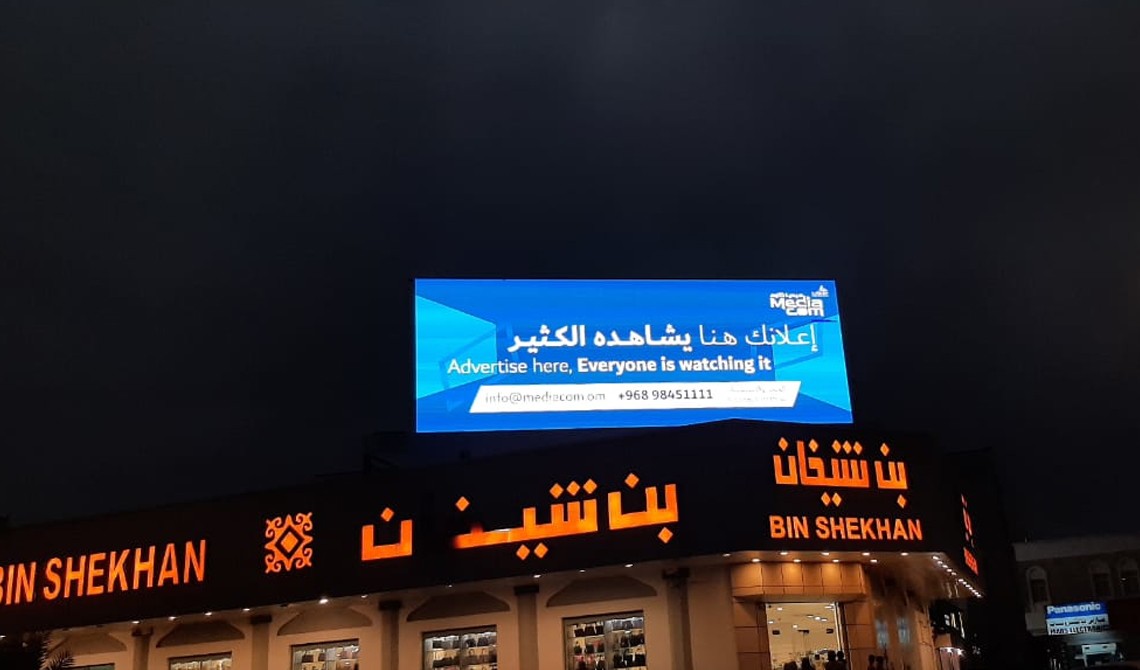 Media
com
إعلانك هنا يشاهده الكثير
Advertise here, Everyone is watching it
info@mediacom.om +968 98451111
بن شيخان
BIN SHEKHAN
بن شيخان
BIN SHEKHAN
Panasonic